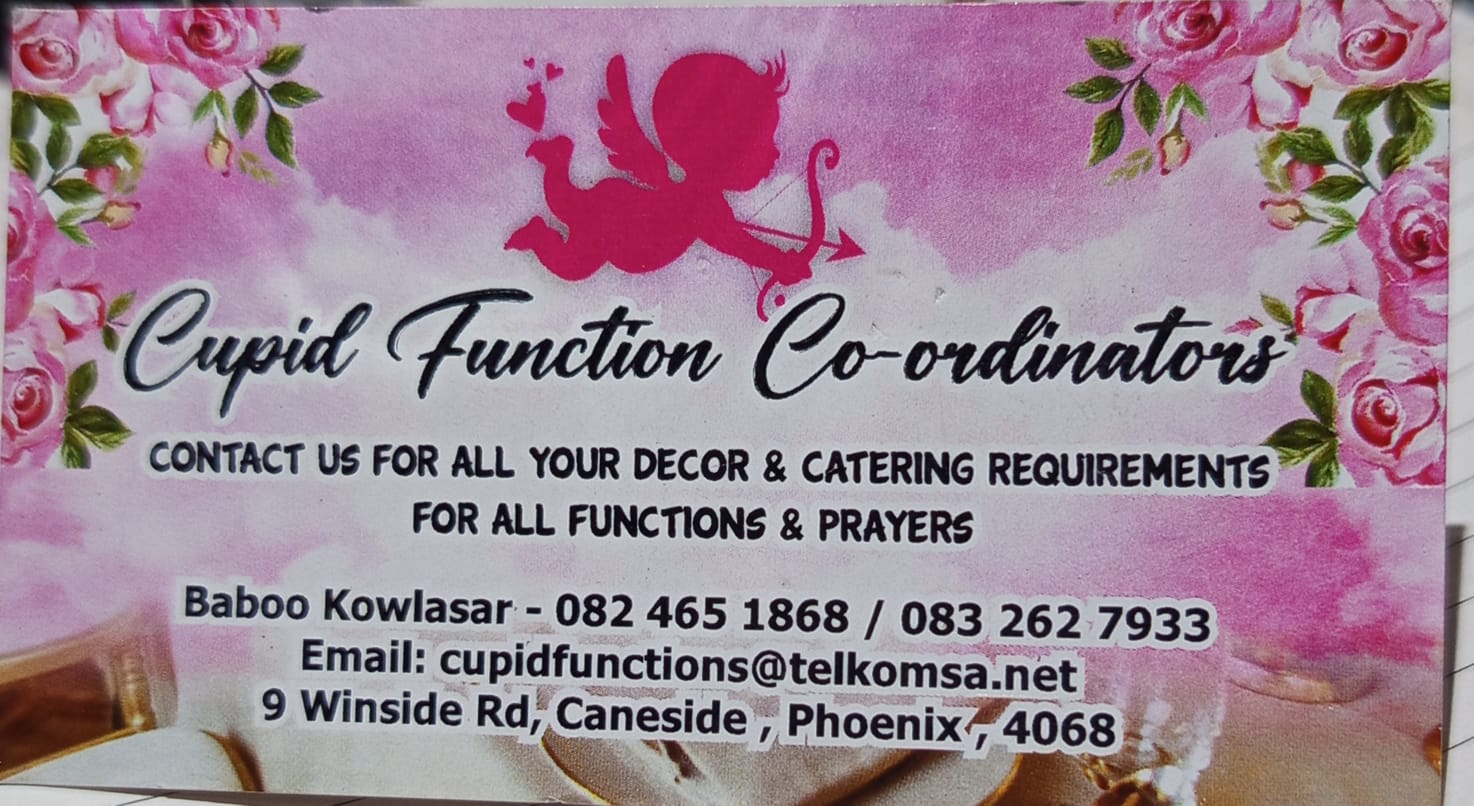 Cupid Function Co-ordinators
CONTACT US FOR ALL YOUR DECOR & CATERING REQUIREMENTS
FOR ALL FUNCTIONS & PRAYERS
Baboo Kowlasar - 082 465 1868 / 083 262 7933
Email: cupidfunctions@telkomsa.net
9 Winside Rd, Caneside , Phoenix , 4068